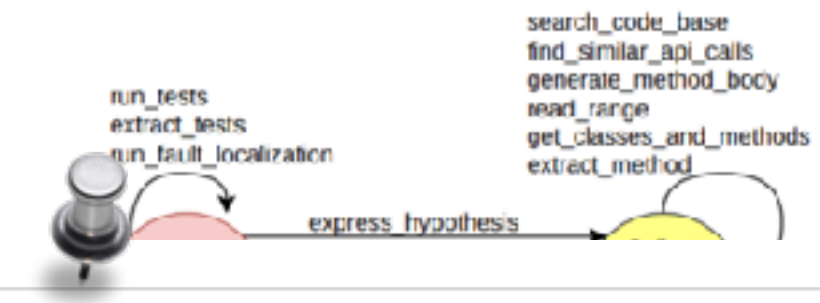 run_tests
extract_tests
run_fault_localization
search_code_base
find_similar_api_calls
generate_method_body
read_range
get_classes_and_methods
extract_method
express_hypothesis